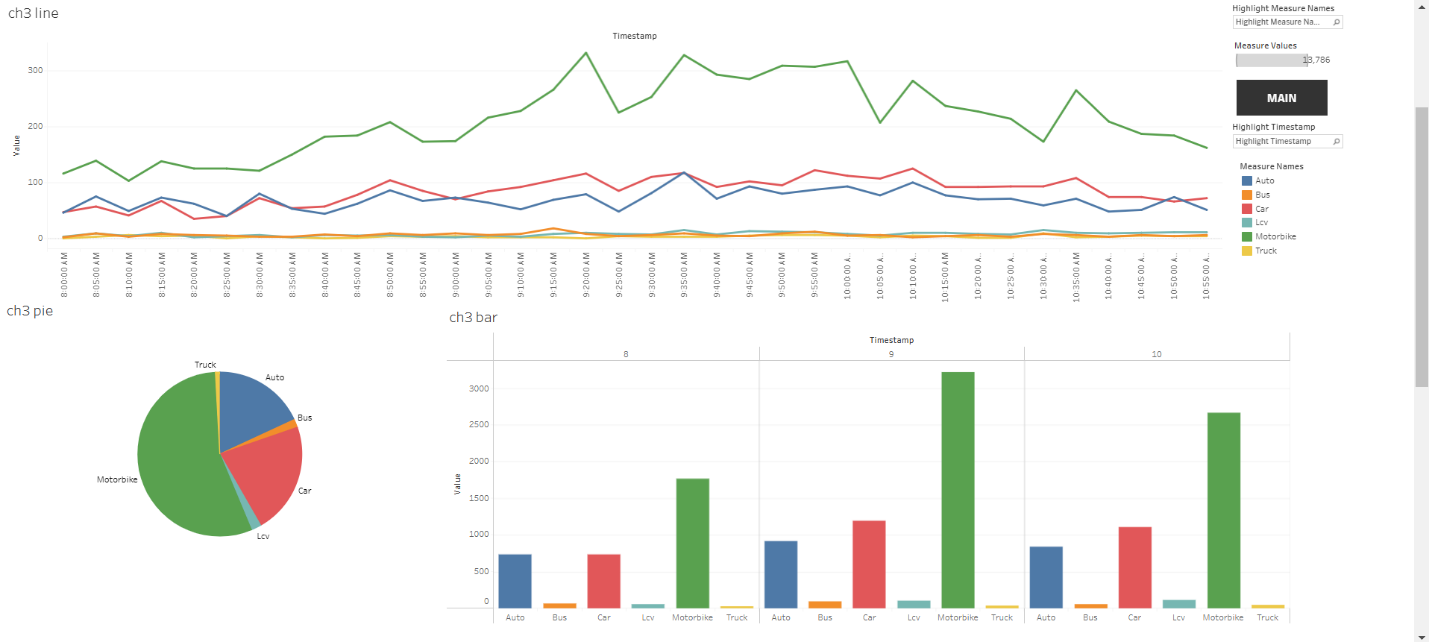 ch3 line
Timestamp
Value
300
200
100
0
8:00:00 AM
8:05:00 AM
8:10:00 AM
8:15:00 AM
8:20:00 AM
8:25:00 AM
8:30:00 AM
8:35:00 AM
8:40:00 AM
8:45:00 AM
8:50:00 AM
8:55:00 AM
9:00:00 AM
9:05:00 AM
9:10:00 AM
9:15:00 AM
9:20:00 AM
9:25:00 AM
9:30:00 AM
9:35:00 AM
9:40:00 AM
9:45:00 AM
9:50:00 AM
9:55:00 AM
10:00:00 A..
10:05:00 A..
10:10:00 A..
10:15:00 AM
10:20:00 A..
10:25:00 A..
10:30:00 A..
10:35:00 AM
10:40:00 A..
10:45:00 A..
10:50:00 A..
10:55:00 A..
Highlight Measure Names
Highlight Measure Na...
Measure Values
13,786
MAIN
Highlight Timestamp
Highlight Timestamp
Measure Names
Auto
Bus
Car
Lcv
Motorbike
Truck
ch3 pie
Truck
Auto
Bus
Motorbike
Car
Lcv
ch3 bar
Timestamp
8
9
10
Value
3000
2500
2000
1500
1000
500
0
Auto Bus Car Lcv Motorbike Truck Auto Bus Car Lcv Motorbike Truck Auto Bus Car Lcv Motorbike Truck